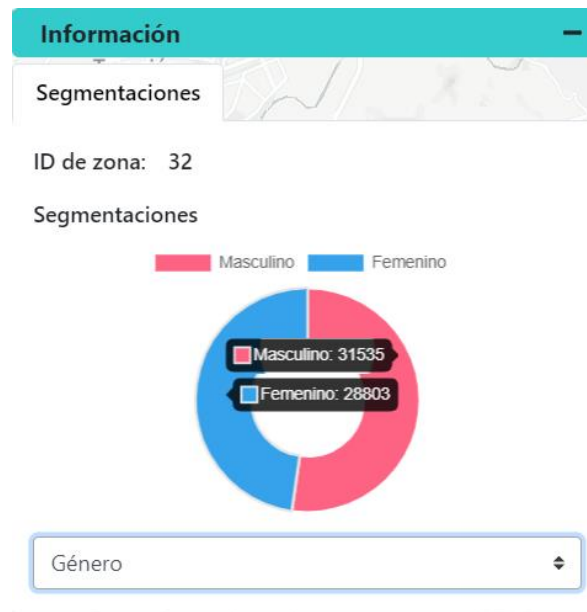 Información
Segmentaciones
ID de zona: 32
Segmentaciones
Masculino Femenino
Masculino: 31535
Femenino: 28803
Género